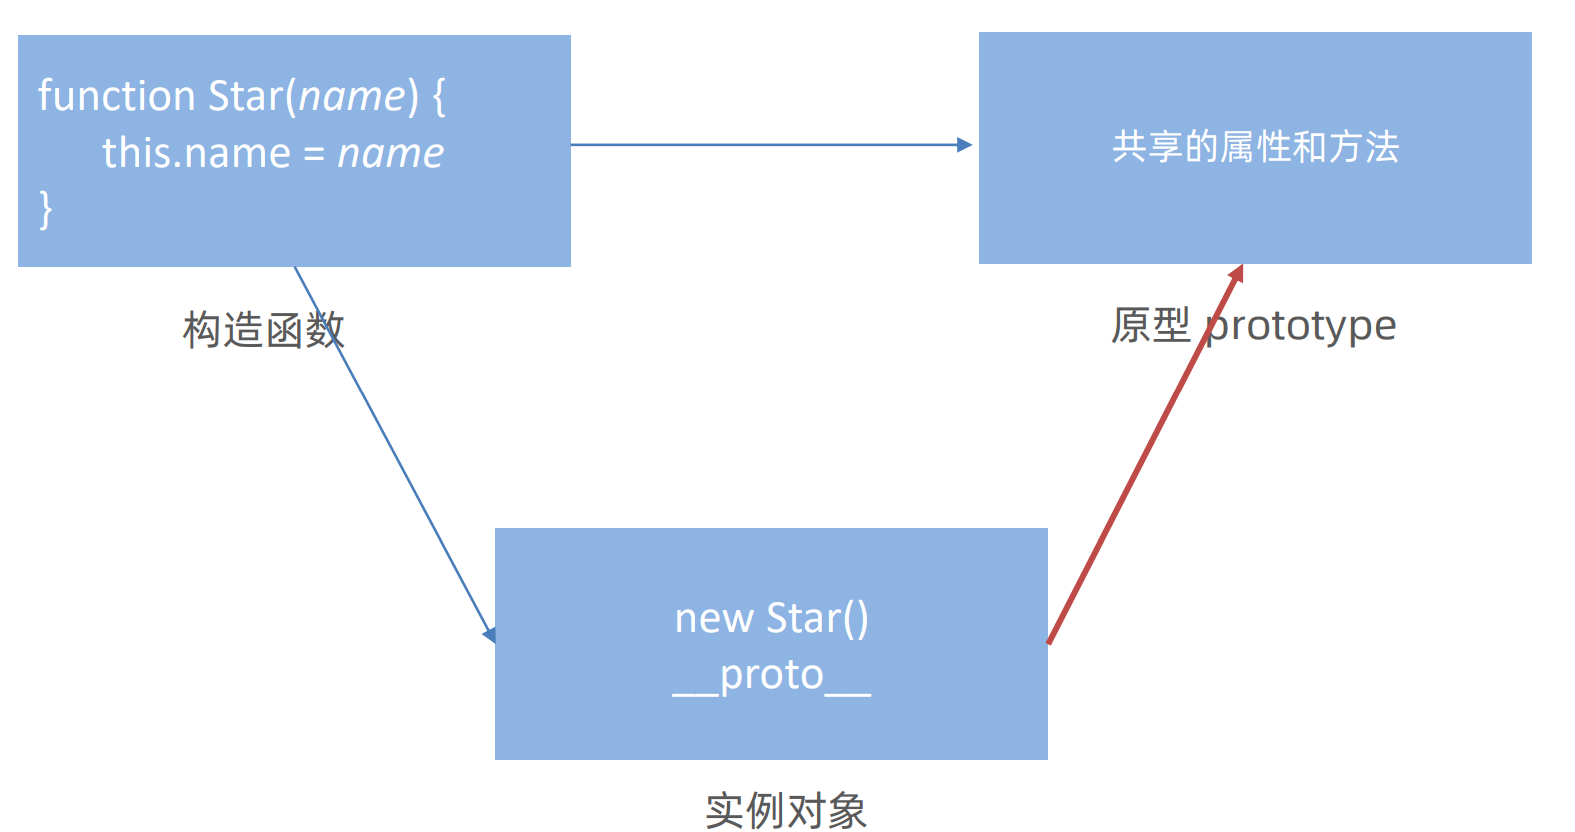 function Star(name) {
this.name = name
}
构造函数
共享的属性和方法
原型 prototype
new Star()
__proto__
实例对象